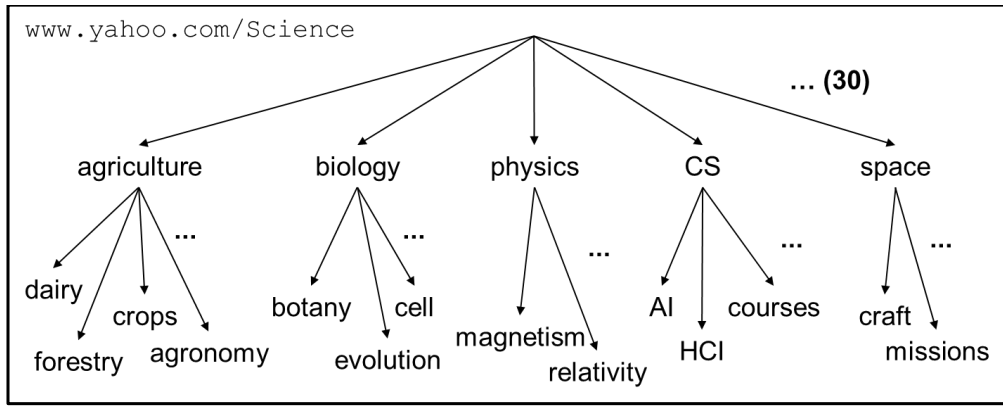 www.yahoo.com/Science
... (30)
agriculture biology physics CS space
... ... ... ... ...
dairy botany cell AI courses craft
crops magnetism HCI missions
forestry agronomy evolution relativity